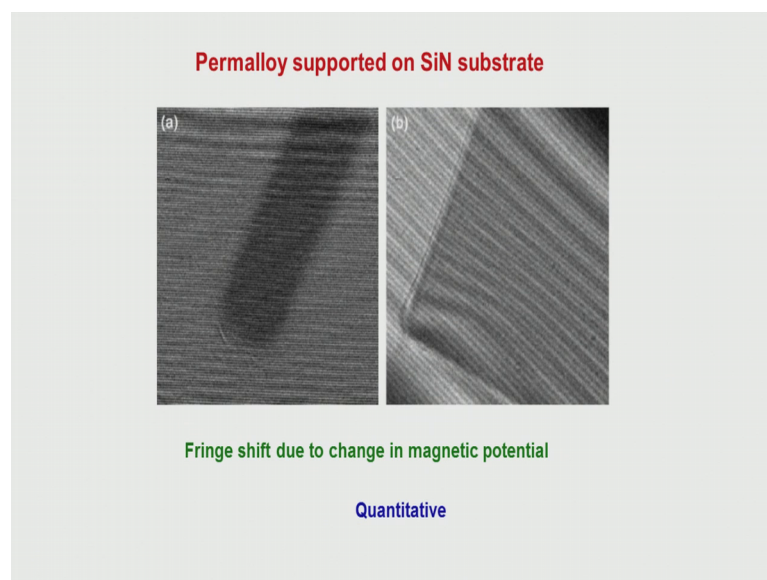 Permalloy supported on SiN substrate
(a)
(b)
Fringe shift due to change in magnetic potential
Quantitative